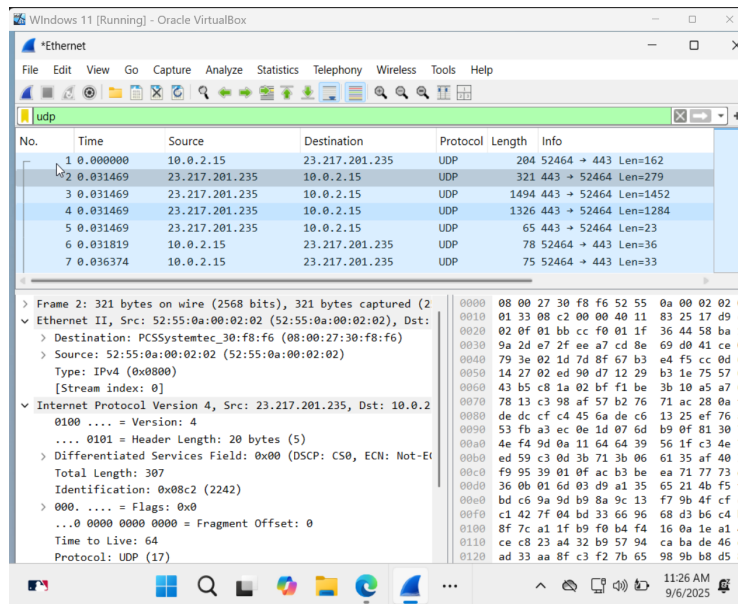 WIndows 11 [Running] - Oracle VirtualBox
*Ethernet
File Edit View Go Capture Analyze Statistics Telephony Wireless Tools Help
udp
No. Time Source Destination Protocol Length Info
1 0.000000 10.0.2.15 23.217.201.235 UDP 204 52464 → 443 Len=162
2 0.031469 23.217.201.235 10.0.2.15 UDP 321 443 → 52464 Len=279
3 0.031469 23.217.201.235 10.0.2.15 UDP 1494 443 → 52464 Len=1452
4 0.031469 23.217.201.235 10.0.2.15 UDP 1326 443 → 52464 Len=1284
5 0.031469 23.217.201.235 10.0.2.15 UDP 65 443 → 52464 Len=23
6 0.031819 10.0.2.15 23.217.201.235 UDP 78 52464 → 443 Len=36
7 0.036374 10.0.2.15 23.217.201.235 UDP 75 52464 → 443 Len=33
Frame 2: 321 bytes on wire (2568 bits), 321 bytes captured (2
Ethernet II, Src: 52:55:0a:00:02:02 (52:55:0a:00:02:02), Dst:
Destination: PCSSystemtec_30:f8:f6 (08:00:27:30:f8:f6)
Source: 52:55:0a:00:02:02 (52:55:0a:00:02:02)
Type: IPv4 (0x0800)
[Stream index: 0]
Internet Protocol Version 4, Src: 23.217.201.235, Dst: 10.0.2
0100 .... = Version: 4
.... 0101 = Header Length: 20 bytes (5)
Differentiated Services Field: 0x00 (DSCP: CS0, ECN: Not-EC
Total Length: 307
Identification: 0x08c2 (2242)
000. .... = Flags: 0x0
...0 0000 0000 0000 = Fragment Offset: 0
Time to Live: 64
Protocol: UDP (17)
0000 08 00 27 30 f8 f6 52 55 0a 00 02 02
0010 01 33 08 c2 00 00 40 11 83 25 17 d9
0020 02 0f 01 bb cc f0 01 1f 36 44 58 ba
0030 9a 2d e7 2f ee a7 cd 8e 69 d0 41 ce
0040 79 3e 02 1d 7d 8f 67 b3 e4 f5 cc 0d
0050 14 27 02 ed 90 d7 12 29 b3 1e 75 57
0060 43 b5 c8 1a 02 bf f1 be 3b 10 a5 a7
0070 78 13 c3 98 af 57 b2 76 71 ac 28 0a
0080 de dc cf c4 45 6a de c6 13 25 ef 76
0090 53 fb a3 ec 0e 1d 07 6d b9 0f 81 30
00a0 4e f4 9d 0a 11 64 64 39 56 1f c3 4e
00b0 ed 59 c3 0d 3b 71 3b 06 61 35 af 40
00c0 f9 95 39 01 0f ac b3 be ea 71 77 73
00d0 36 0b 01 6d 03 d9 a1 35 65 21 4b f5
00e0 bd c6 9a 9d b9 8a 9c 13 f7 9b 4f cf
00f0 c1 42 7f 04 bd 33 66 96 68 d3 b6 c4
0100 8f 7c a1 1f b9 f0 b4 f4 16 0a 1e a1
0110 ce c8 23 a4 32 b9 57 94 ca ba de 46
0120 ad 33 aa 8f c3 f2 7b 65 98 9b b8 d5
11:26 AM
9/6/2025